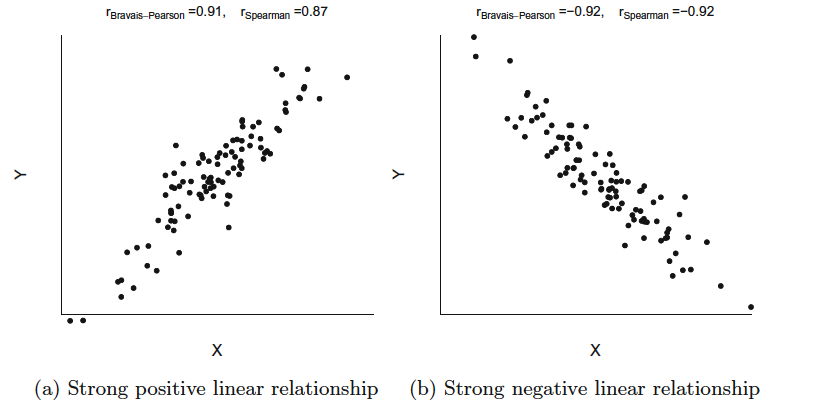 rBravais−Pearson =0.91, rSpearman =0.87
Y
X
(a) Strong positive linear relationship
rBravais−Pearson =−0.92, rSpearman =−0.92
Y
X
(b) Strong negative linear relationship